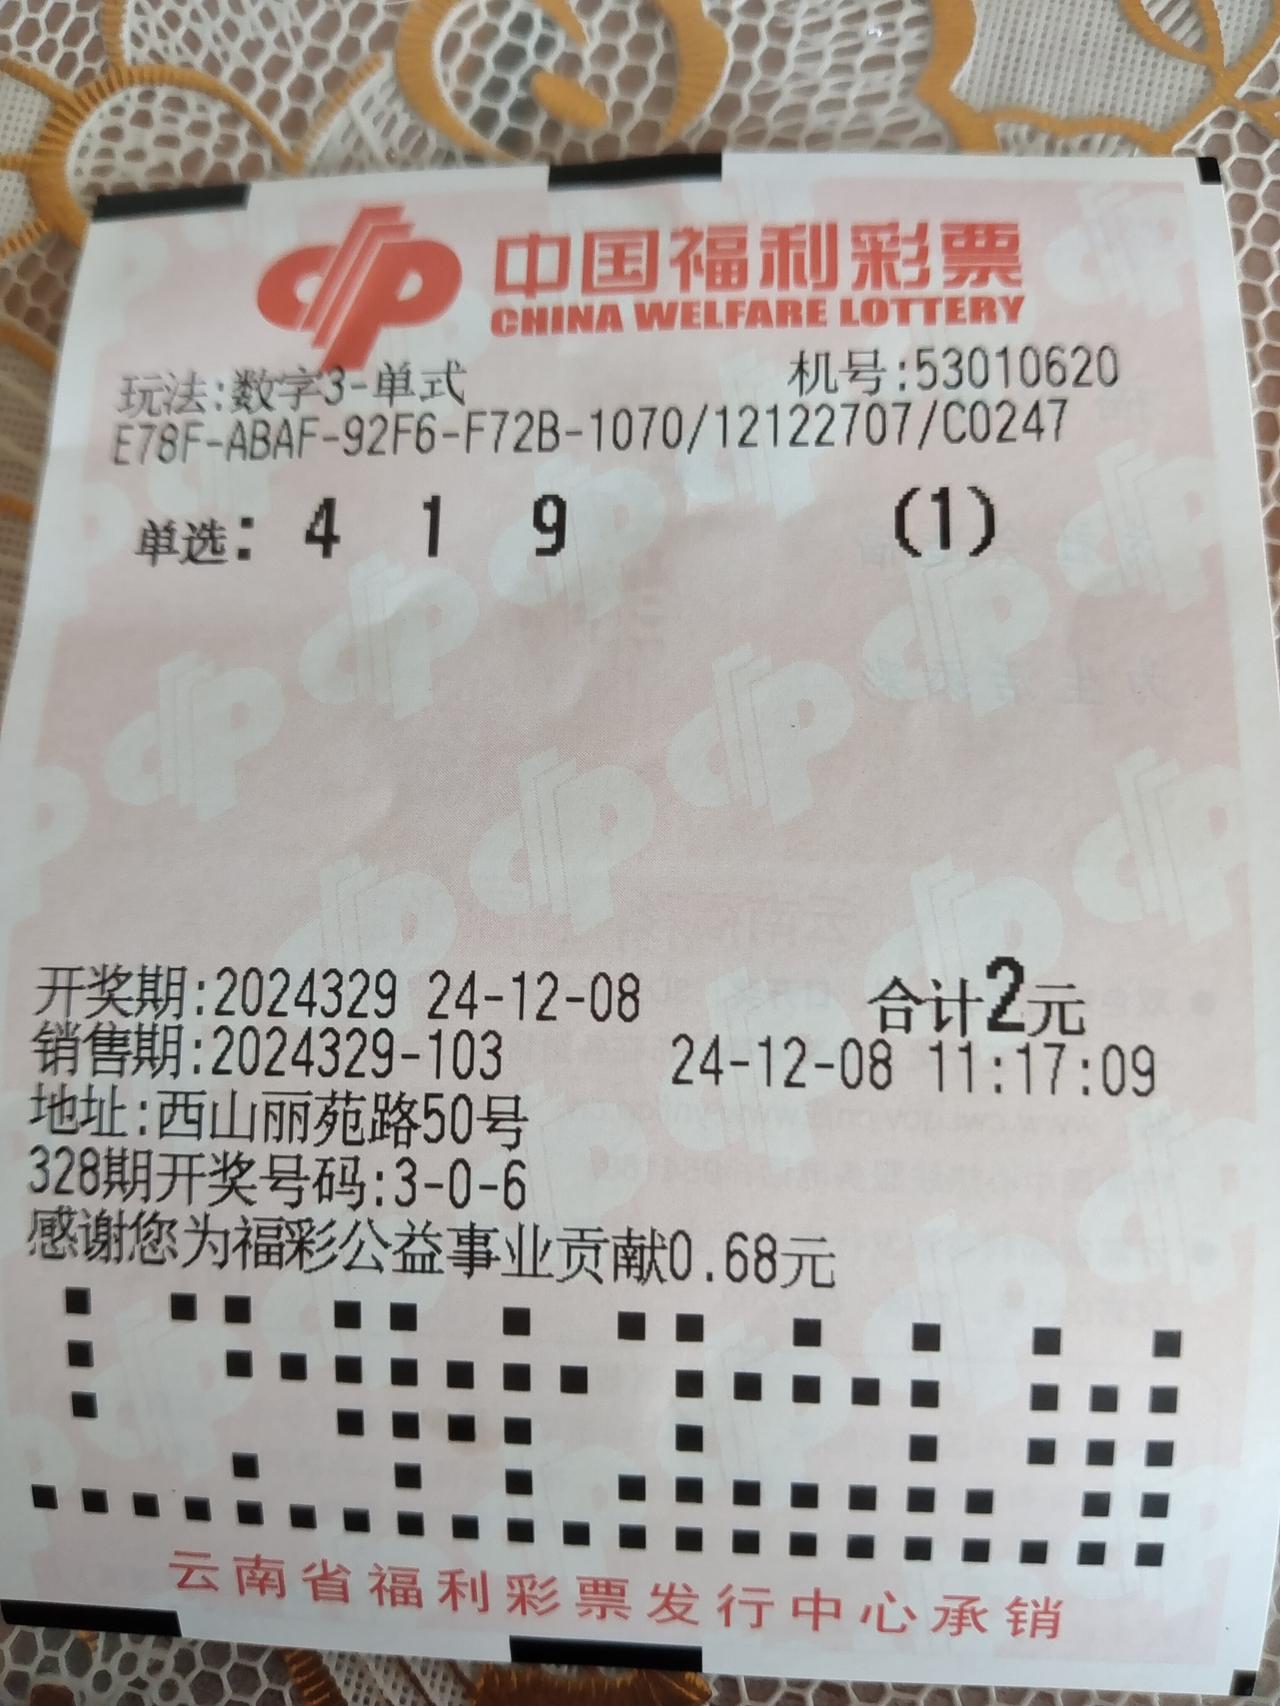 中国福利彩票
CHINA WELFARE LOTTERY
玩法:数字3-单式 机号:53010620
E78F-ABAF-92F6-F72B-1070/12122707/C0247
单选: 4 1 9 (1)
开奖期:2024329 24-12-08 合计2元
销售期:2024329-103 24-12-08 11:17:09
地址:西山丽苑路50号
328期开奖号码:3-0-6
感谢您为福彩公益事业贡献0.68元
云南省福利彩票发行中心承销